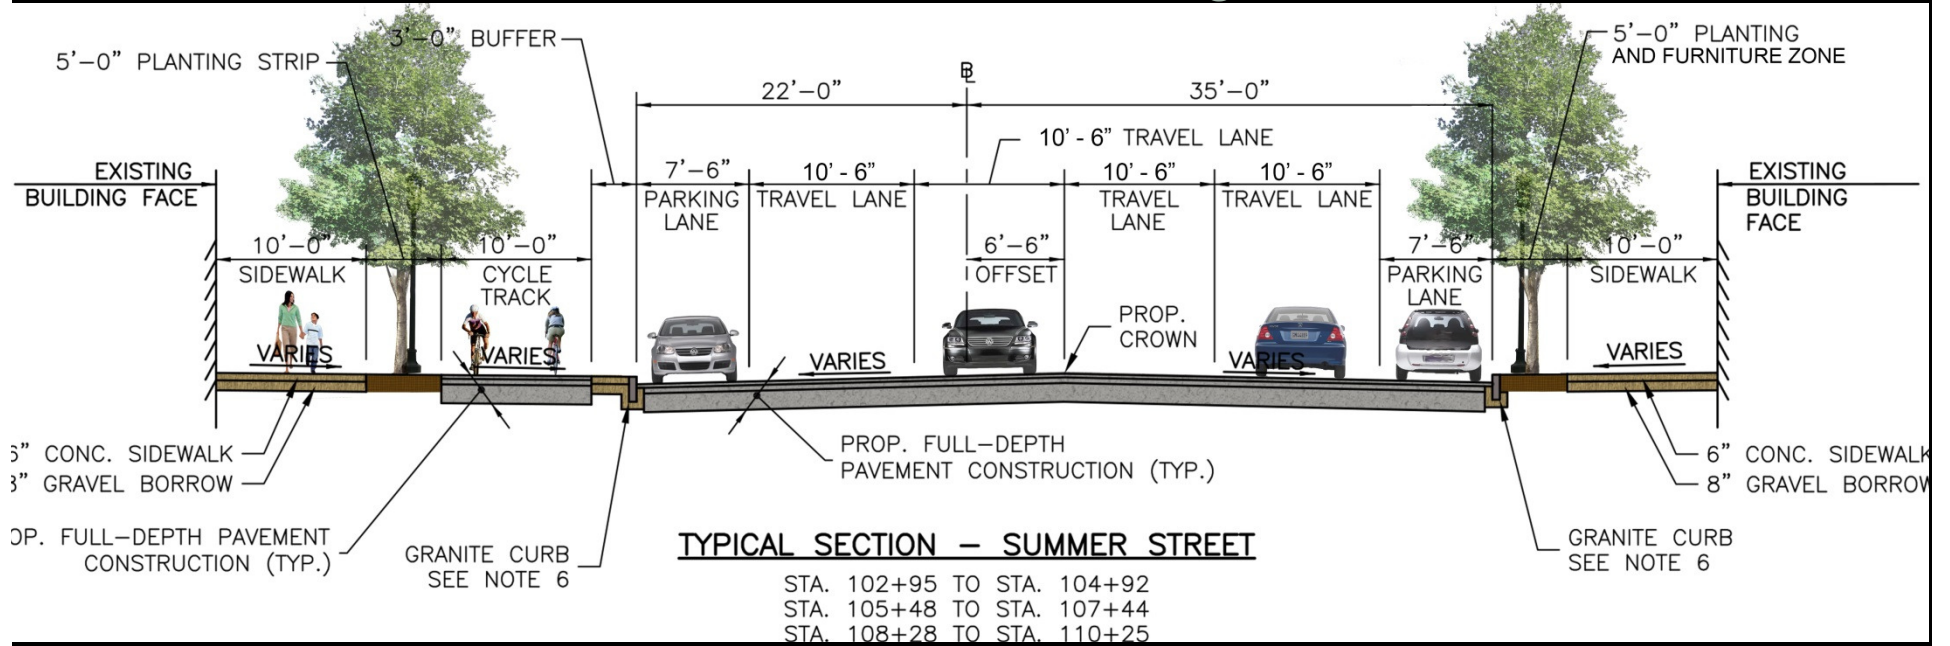 3'-0" BUFFER
5'-0" PLANTING STRIP
5'-0" PLANTING
AND FURNITURE ZONE
22'-0"
35'-0"
10' - 6" TRAVEL LANE
EXISTING
BUILDING FACE
7'-6"
PARKING
LANE
10' - 6"
TRAVEL LANE
10' - 6"
TRAVEL
LANE
10' - 6"
TRAVEL LANE
EXISTING
BUILDING
FACE
10'-0"
SIDEWALK
10'-0"
CYCLE
TRACK
6'-6"
OFFSET
7'-6"
PARKING
LANE
10'-0"
SIDEWALK
PROP.
CROWN
VARIES
VARIES
VARIES
VARIES
VARIES
6" CONC. SIDEWALK
8" GRAVEL BORROW
PROP. FULL-DEPTH
PAVEMENT CONSTRUCTION (TYP.)
6" CONC. SIDEWALK
8" GRAVEL BORROW
OP. FULL-DEPTH PAVEMENT
CONSTRUCTION (TYP.)
GRANITE CURB
SEE NOTE 6
GRANITE CURB
SEE NOTE 6
TYPICAL SECTION - SUMMER STREET
STA. 102+95 TO STA. 104+92
STA. 105+48 TO STA. 107+44
STA. 108+28 TO STA. 110+25